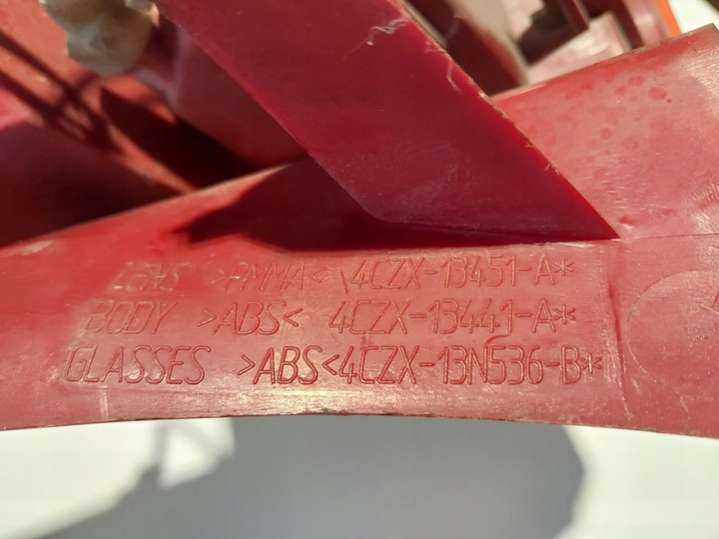 LENS >PMMA< 4CZX-13451-A*
BODY >ABS< 4CZX-13441-A*
GLASSES >ABS<4CZX-13N536-B*